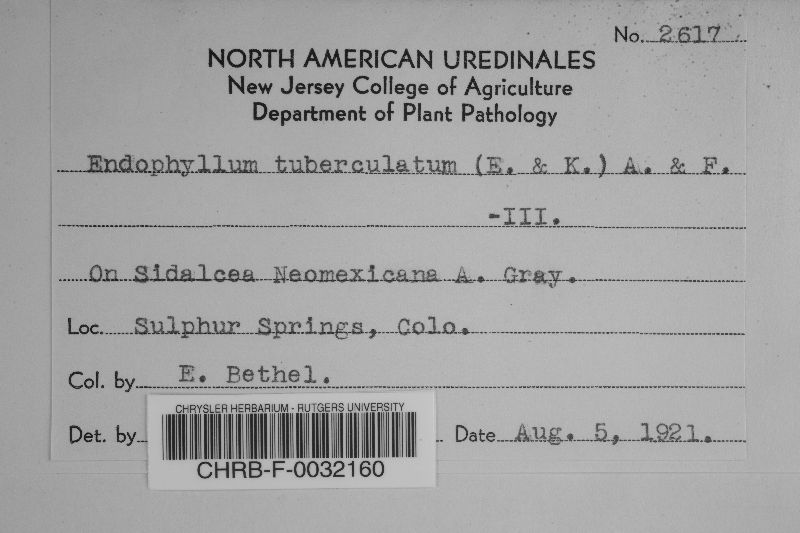 No. 2617
NORTH AMERICAN UREDINALES
New Jersey College of Agriculture
Department of Plant Pathology
Endophyllum tuberculatum (E. & K.) A. & F.
-III.
On Sidalcea Neomexicana A. Gray.
Loc. Sulphur Springs, Colo.
Col. by E. Bethel.
Det. by Date Aug. 5, 1921.
CHRYSLER HERBARIUM - RUTGERS UNIVERSITY
CHRB-F-0032160